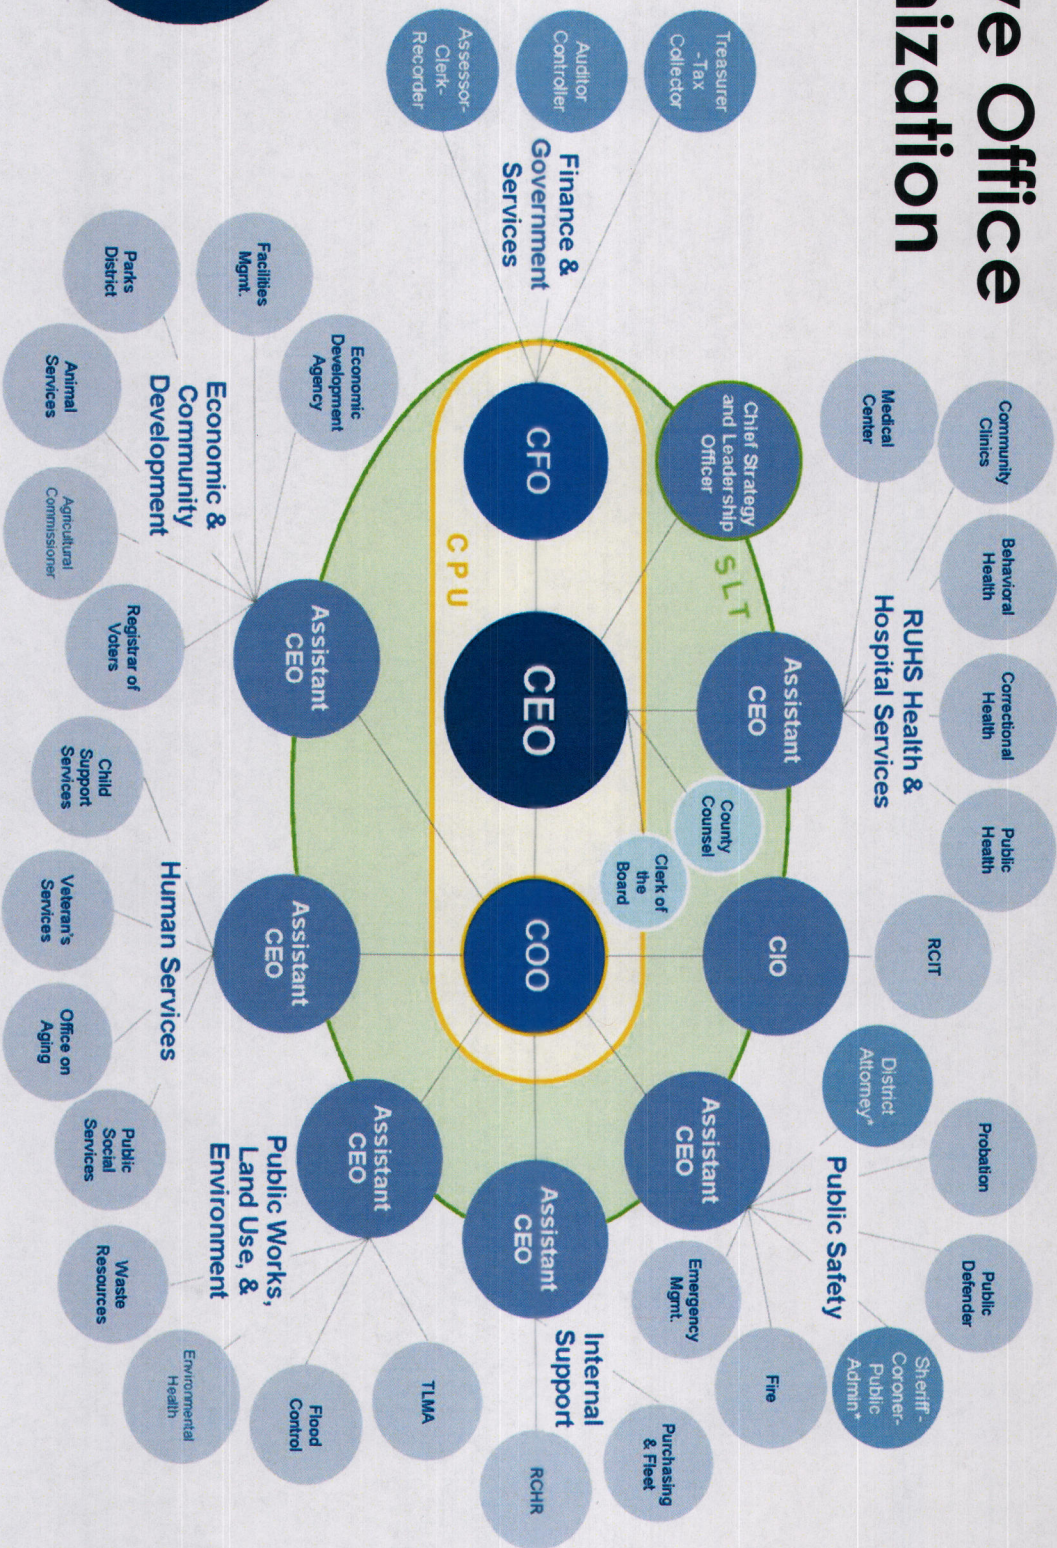 ve Office
nization
Treasurer
-Tax
Collector
Auditor
Controller
Assessor-
Clerk-
Recorder
Finance &
Government
Services
Community
Clinics
Medical
Center
Behavioral
Health
Correctional
Health
Public
Health
RUHS Health &
Hospital Services
Chief Strategy
and Leadership
Officer
SLT
Assistant
CEO
County
Counsel
Clerk of
the
Board
CIO
RCIT
CFO
CPU
CEO
COO
District
Attorney*
Probation
Public
Defender
Sheriff-
Coroner-
Public
Admin*
Fire
Emergency
Mgmt.
Public Safety
Assistant
CEO
Assistant
CEO
Internal
Support
Purchasing
& Fleet
RCHR
Assistant
CEO
Public Works,
Land Use, &
Environment
TLMA
Flood
Control
Environmental
Health
Waste
Resources
Assistant
CEO
Human Services
Child
Support
Services
Veteran's
Services
Office on
Aging
Public
Social
Services
Assistant
CEO
Economic &
Community
Development
Economic
Development
Agency
Facilities
Mgmt.
Parks
District
Animal
Services
Agricultural
Commissioner
Registrar of
Voters